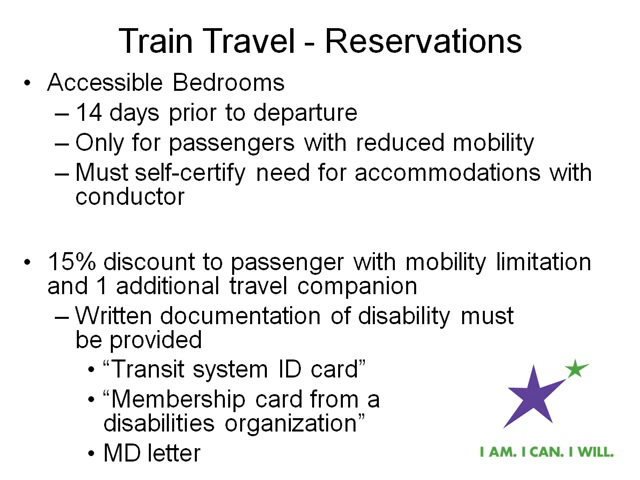 Train Travel - Reservations
• Accessible Bedrooms
– 14 days prior to departure
– Only for passengers with reduced mobility
– Must self-certify need for accommodations with
conductor
• 15% discount to passenger with mobility limitation
and 1 additional travel companion
– Written documentation of disability must
be provided
• “Transit system ID card”
• “Membership card from a
disabilities organization”
• MD letter
I AM. I CAN. I WILL.